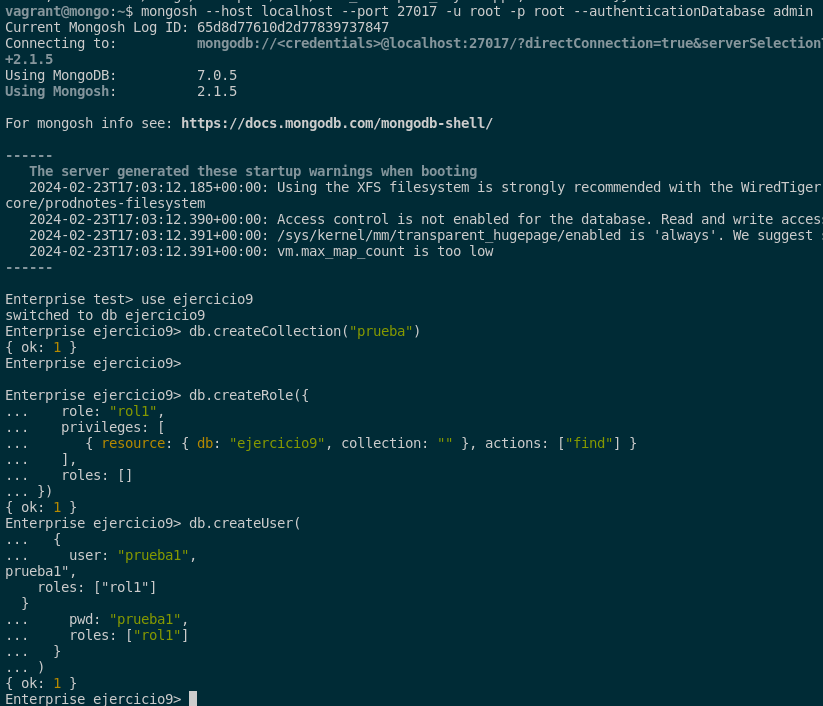 vagrant@mongo:~$ mongosh --host localhost --port 27017 -u root -p root --authenticationDatabase admin
Current Mongosh Log ID: 65d8d77610d2d77839737847
Connecting to:          mongodb://<credentials>@localhost:27017/?directConnection=true&serverSelection
+2.1.5
Using MongoDB:          7.0.5
Using Mongosh:          2.1.5
For mongosh info see: https://docs.mongodb.com/mongodb-shell/
------
   The server generated these startup warnings when booting
   2024-02-23T17:03:12.185+00:00: Using the XFS filesystem is strongly recommended with the WiredTiger
core/prodnotes-filesystem
   2024-02-23T17:03:12.390+00:00: Access control is not enabled for the database. Read and write acces
   2024-02-23T17:03:12.391+00:00: /sys/kernel/mm/transparent_hugepage/enabled is 'always'. We suggest s
   2024-02-23T17:03:12.391+00:00: vm.max_map_count is too low
------
Enterprise test> use ejercicio9
switched to db ejercicio9
Enterprise ejercicio9> db.createCollection("prueba")
{ ok: 1 }
Enterprise ejercicio9>
Enterprise ejercicio9> db.createRole({
...    role: "rol1",
...    privileges: [
...       { resource: { db: "ejercicio9", collection: "" }, actions: ["find"] }
...    ],
...    roles: []
... })
{ ok: 1 }
Enterprise ejercicio9> db.createUser(
...   {
...     user: "prueba1",
prueba1",
    roles: ["rol1"]
  }
...     pwd: "prueba1",
...     roles: ["rol1"]
...   }
... )
{ ok: 1 }
Enterprise ejercicio9>